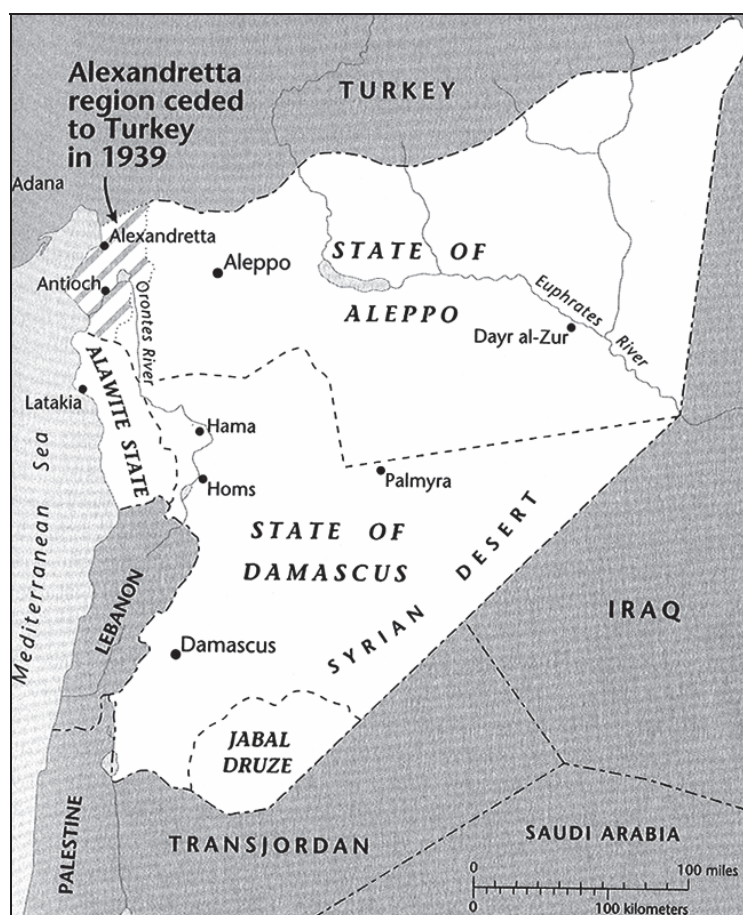 Alexandretta
region ceded
to Turkey
in 1939
TURKEY
Adana
Alexandretta
Aleppo
STATE OF
ALEPPO
Antioch
Orontes River
Euphrates
River
Dayr al-Zur
ALAWITE STATE
Latakia
Hama
Homs
Palmyra
Mediterranean Sea
STATE OF
DAMASCUS
SYRIAN DESERT
LEBANON
IRAQ
Damascus
JABAL
DRUZE
PALESTINE
TRANSJORDAN
SAUDI ARABIA
0 100 miles
0 100 kilometers